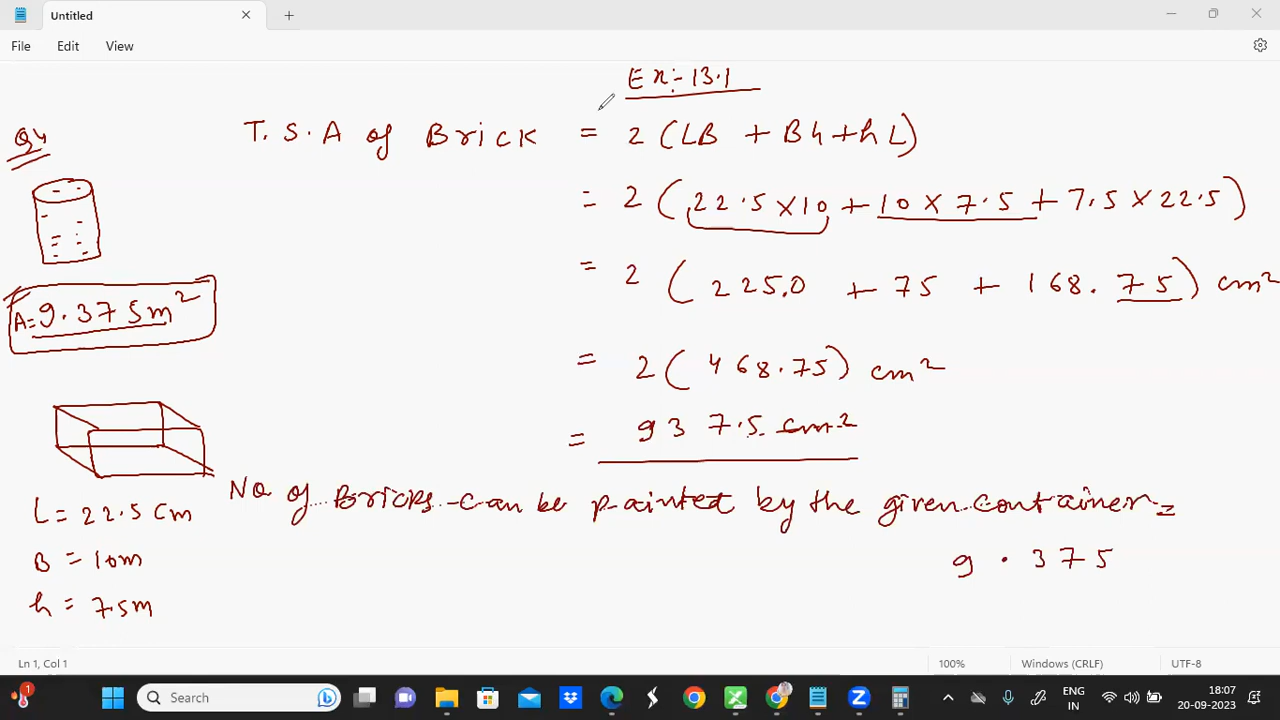 Untitled
File Edit View
Ex:- 13.1
Q4
T. S. A of Brick = 2 (LB + Bh + hL)
= 2 (22.5 × 10 + 10 × 7.5 + 7.5 × 22.5)
= 2 (225.0 + 75 + 168.75) cm²
A = 9.375m²
= 2 (468.75) cm²
= 937.5 cm²
L = 22.5 cm
B = 10m
h = 7.5m
No of Bricks can be painted by the given container =
9.375
Ln 1, Col 1 100% Windows (CRLF) UTF-8
1 Search ENG IN 18:07 20-09-2023